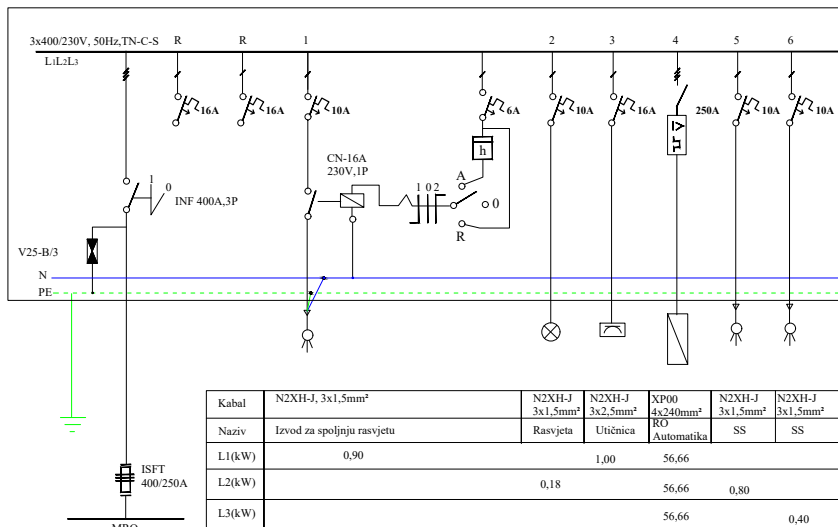 3x400/230V, 50Hz,TN-C-S
R
R
1
2
3
4
5
6
L1L2L3
16A
16A
10A
6A
10A
16A
250A
10A
10A
h
CN-16A
230V,1P
A
1 0 2
0
R
1
0
INF 400A,3P
V25-B/3
N
PE
ISFT
400/250A
Kabal
N2XH-J, 3x1,5mm²
N2XH-J
3x1,5mm²
N2XH-J
3x2,5mm²
XP00
4x240mm²
N2XH-J
3x1,5mm²
N2XH-J
3x1,5mm²
Naziv
Izvod za spoljnju rasvjetu
Rasvjeta
Utičnica
RO
Automatika
SS
SS
L1(kW)
0,90
1,00
56,66
L2(kW)
0,18
56,66
0,80
L3(kW)
56,66
0,40